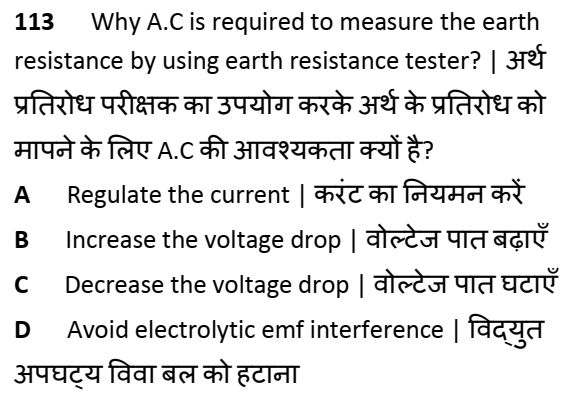 113 Why A.C is required to measure the earth
resistance by using earth resistance tester? | अर्थ
प्रतिरोध परीक्षक का उपयोग करके अर्थ के प्रतिरोध को
मापने के लिए A.C की आवश्यकता क्यों है?
A Regulate the current | करंट का नियमन करें
B Increase the voltage drop | वोल्टेज पात बढ़ाएँ
C Decrease the voltage drop | वोल्टेज पात घटाएँ
D Avoid electrolytic emf interference | विद्युत
अपघट्य विवा बल को हटाना